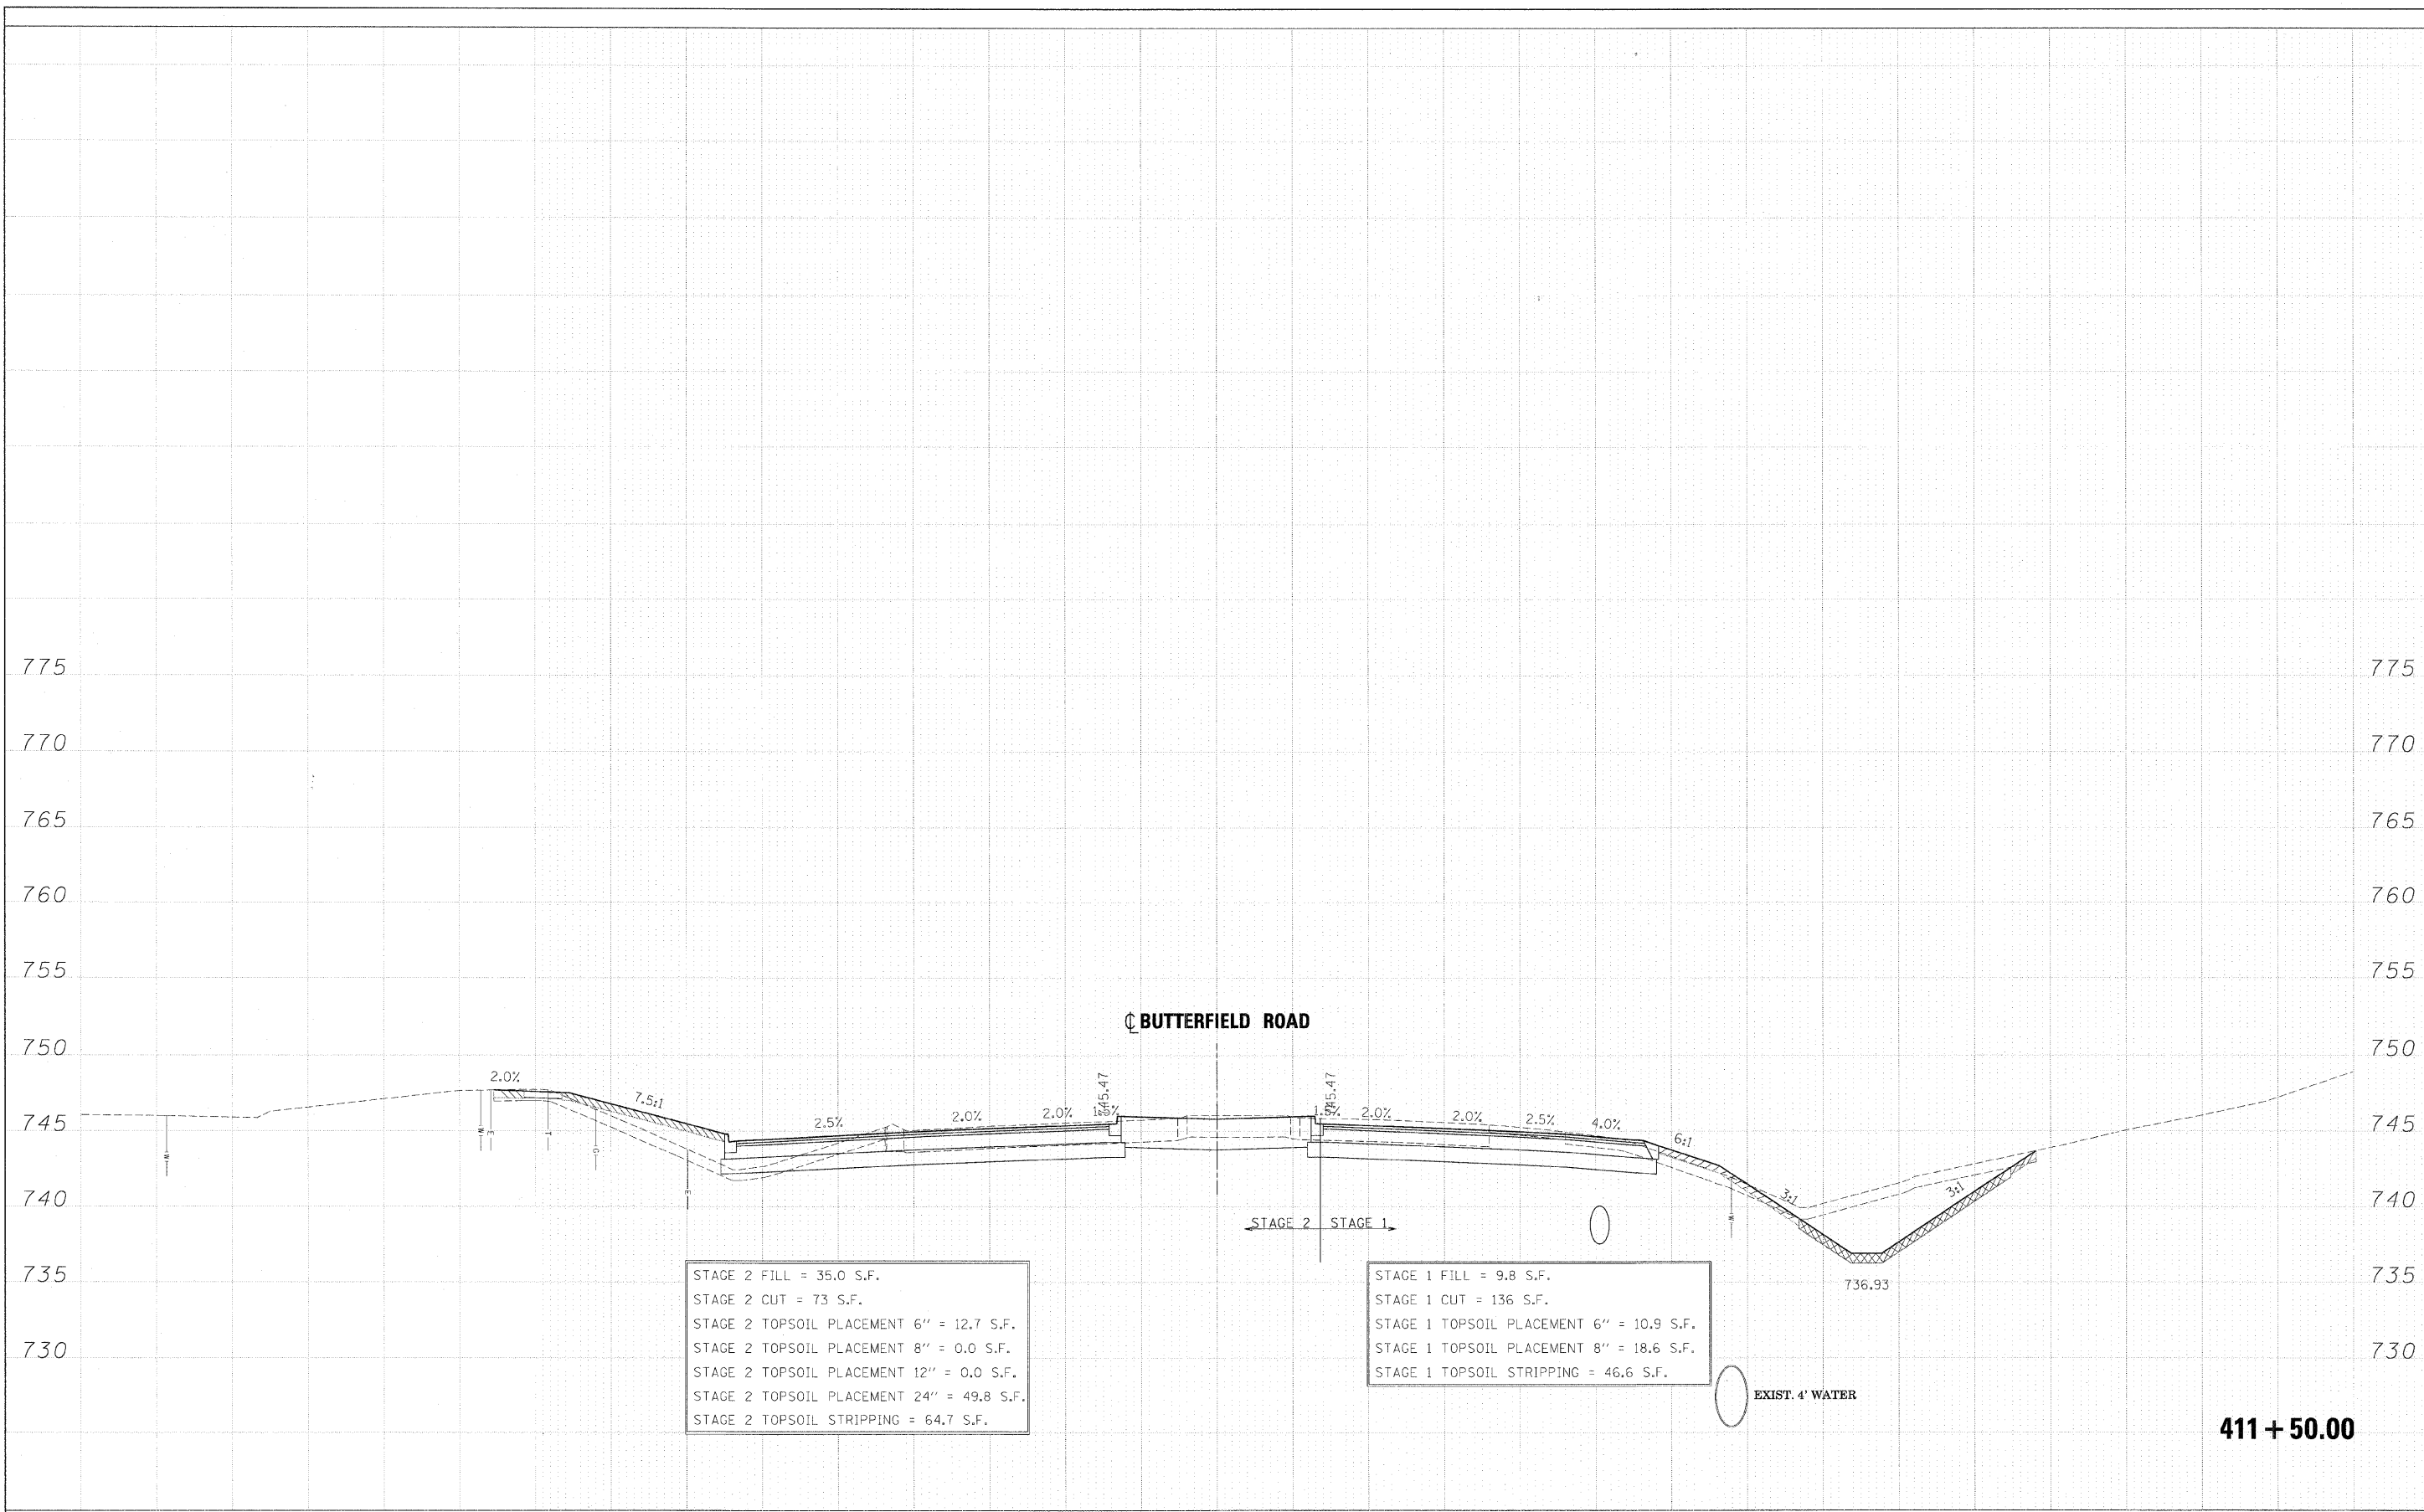 775 775
770 770
765 765
760 760
755 755
℄ BUTTERFIELD ROAD
750 750
2.0%
7.5:1
745.47
745 745
2.5%
2.0%
2.0%
1.5%
1.5%
2.0%
2.0%
2.5%
4.0%
6:1
W
W
E
T
G
E
W
740 740
3:1
3:1
STAGE 2 STAGE 1
735 735
736.93
STAGE 2 FILL = 35.0 S.F.
STAGE 2 CUT = 73 S.F.
STAGE 2 TOPSOIL PLACEMENT 6'' = 12.7 S.F.
STAGE 2 TOPSOIL PLACEMENT 8'' = 0.0 S.F.
STAGE 2 TOPSOIL PLACEMENT 12'' = 0.0 S.F.
STAGE 2 TOPSOIL PLACEMENT 24'' = 49.8 S.F.
STAGE 2 TOPSOIL STRIPPING = 64.7 S.F.
STAGE 1 FILL = 9.8 S.F.
STAGE 1 CUT = 136 S.F.
STAGE 1 TOPSOIL PLACEMENT 6'' = 10.9 S.F.
STAGE 1 TOPSOIL PLACEMENT 8'' = 18.6 S.F.
STAGE 1 TOPSOIL STRIPPING = 46.6 S.F.
730 730
EXIST. 4' WATER
411+50.00